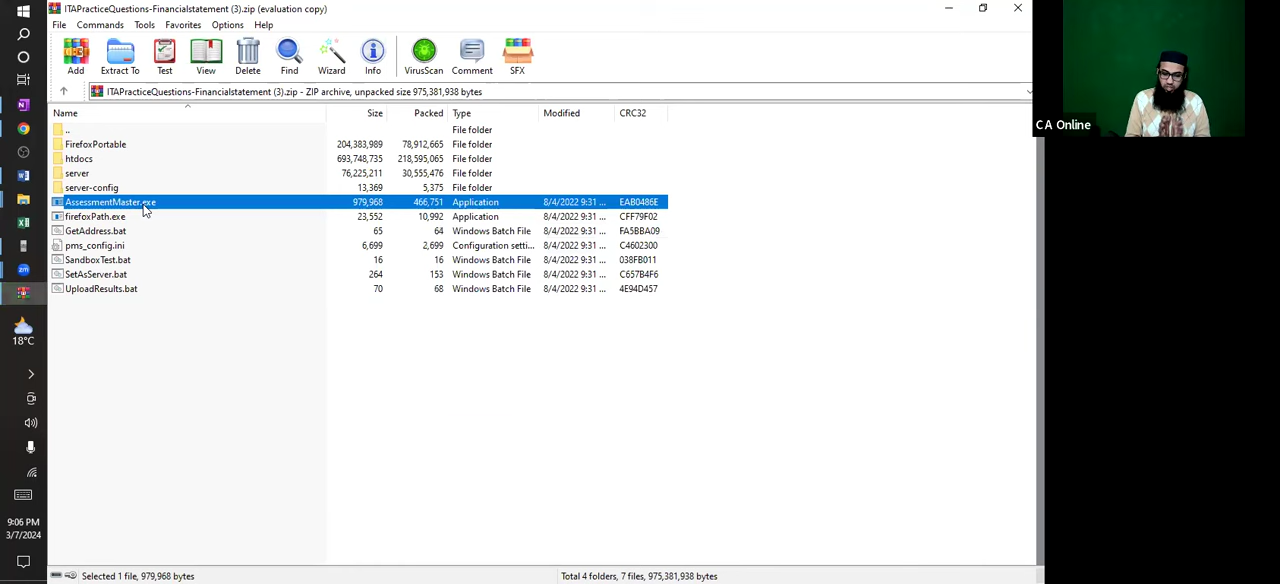 ITAPracticeQuestions-Financialstatement (3).zip (evaluation copy)
File Commands Tools Favorites Options Help
Add Extract To Test View Delete Find Wizard Info VirusScan Comment SFX
ITAPracticeQuestions-Financialstatement (3).zip - ZIP archive, unpacked size 975,381,938 bytes
Name Size Packed Type Modified CRC32
.. File folder
FirefoxPortable 204,383,989 78,912,665 File folder
htdocs 693,748,735 218,595,065 File folder
server 76,225,211 30,555,476 File folder
server-config 13,369 5,375 File folder
AssessmentMaster.exe 979,968 466,751 Application 8/4/2022 9:31 ... EAB0486E
firefoxPath.exe 23,552 10,992 Application 8/4/2022 9:31 ... CFF79F02
GetAddress.bat 65 64 Windows Batch File 8/4/2022 9:31 ... FA5BBA09
pms_config.ini 6,699 2,699 Configuration setti... 8/4/2022 9:31 ... C4602300
SandboxTest.bat 16 16 Windows Batch File 8/4/2022 9:31 ... 038FB011
SetAsServer.bat 264 153 Windows Batch File 8/4/2022 9:31 ... C657B4F6
UploadResults.bat 70 68 Windows Batch File 8/4/2022 9:31 ... 4E94D457
CA Online
18°C
9:06 PM
3/7/2024
Selected 1 file, 979,968 bytes
Total 4 folders, 7 files, 975,381,938 bytes